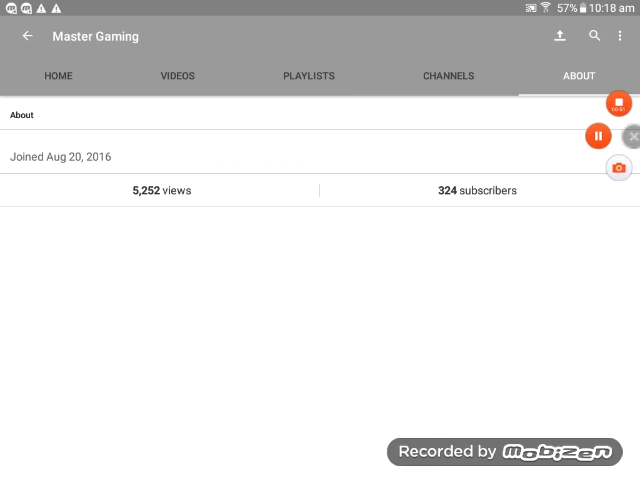 57% 10:18 am
Master Gaming
HOME VIDEOS PLAYLISTS CHANNELS ABOUT
About
Joined Aug 20, 2016
5,252 views 324 subscribers
Recorded by mobizen